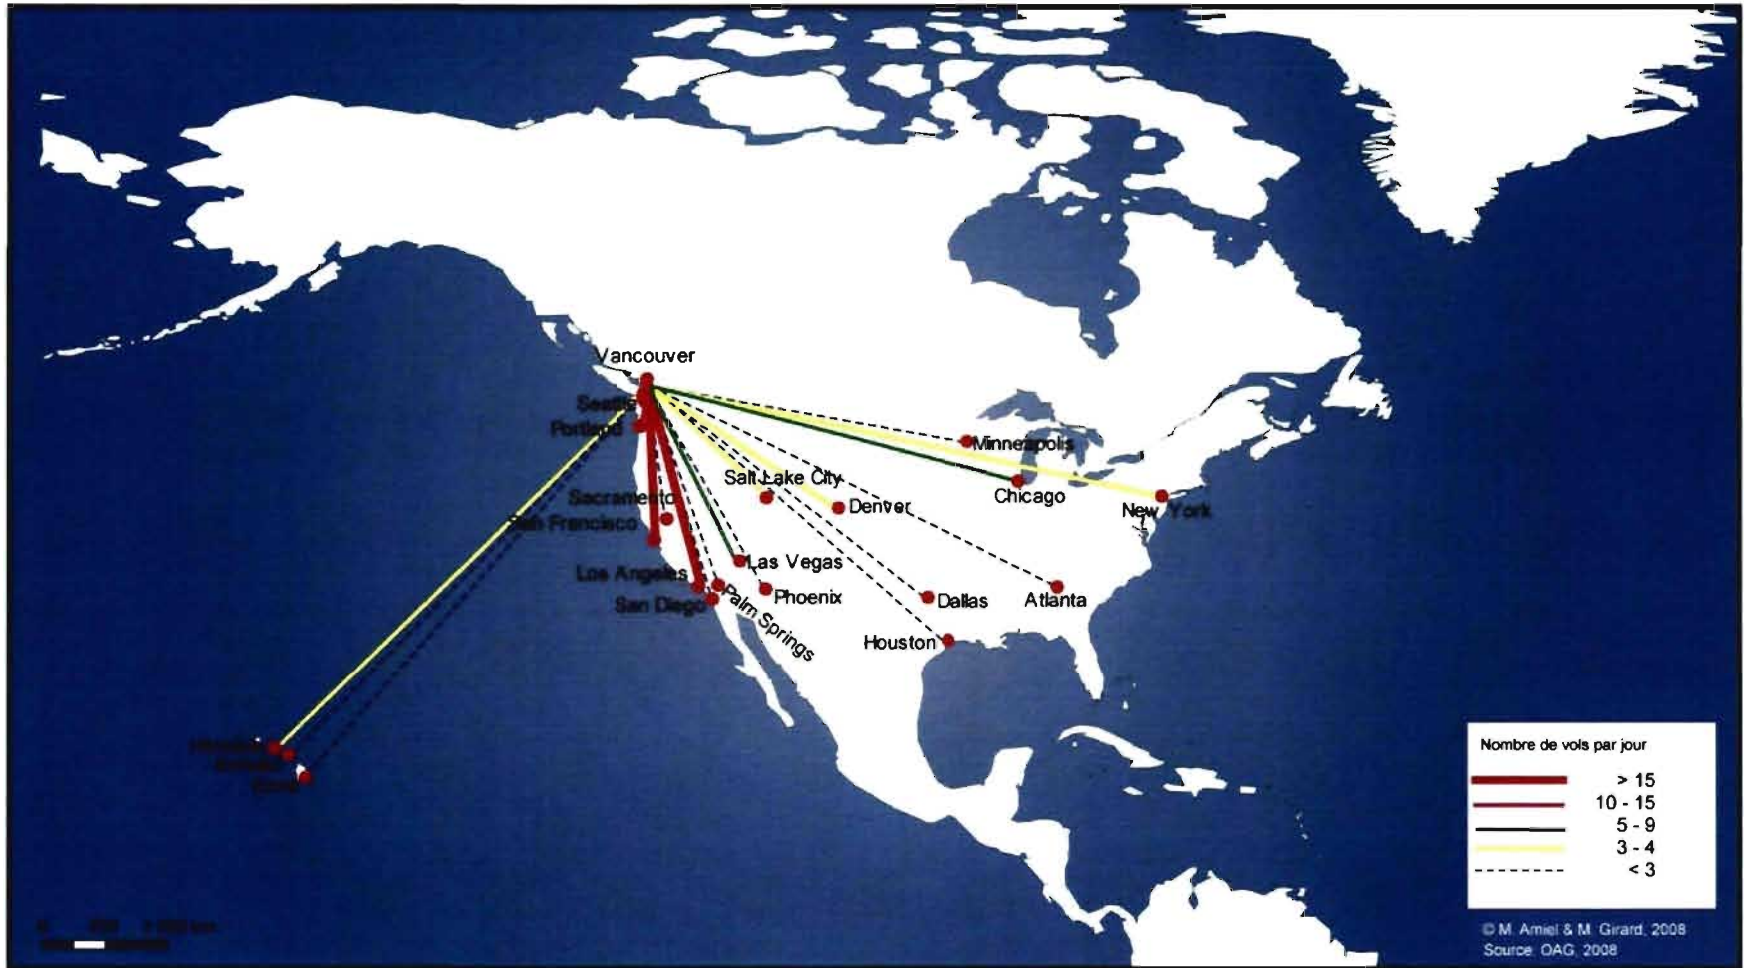 Vancouver
Seattle
Portland
Minneapolis
Salt Lake City
Chicago
Sacramento
Denver
New York
San Francisco
Las Vegas
Los Angeles
Palm Springs
Phoenix
San Diego
Dallas
Atlanta
Houston
Nombre de vols par jour
> 15
10 - 15
5 - 9
3 - 4
< 3
© M. Amiel & M. Girard, 2008
Source: OAG, 2008